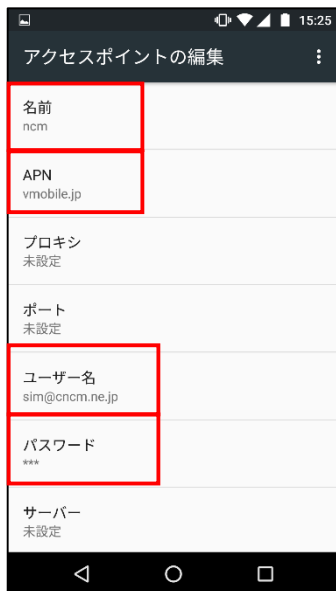 15:25
アクセスポイントの編集
名前
ncm
APN
vmobile.jp
プロキシ
未設定
ポート
未設定
ユーザー名
sim@cncm.ne.jp
パスワード
***
サーバー
未設定